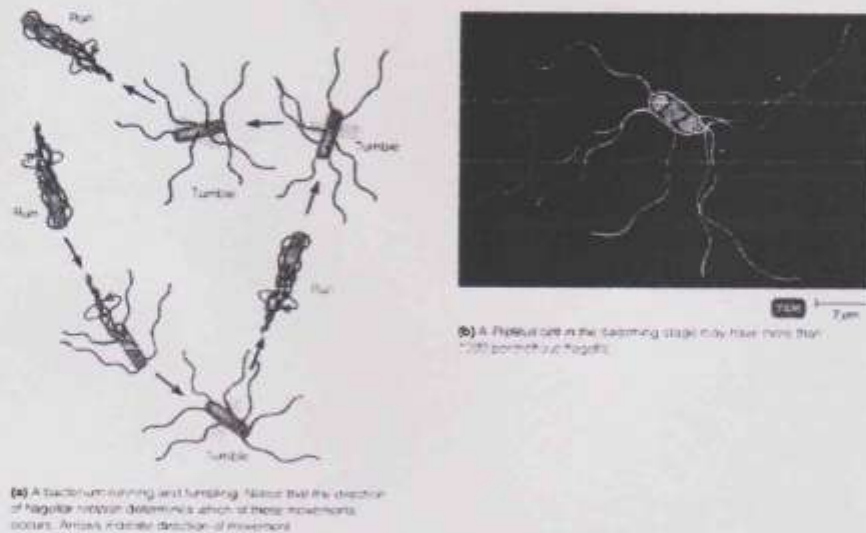 Run
Run
Tumble
Tumble
Run
Tumble
(a) A bacterium running and tumbling. Notice that the direction
of flagellar rotation determines which of these movements
occurs. Arrows indicate direction of movement
TEM
2 µm
(b) A Proteus cell in the swarming stage may have more than
1000 peritrichous flagella